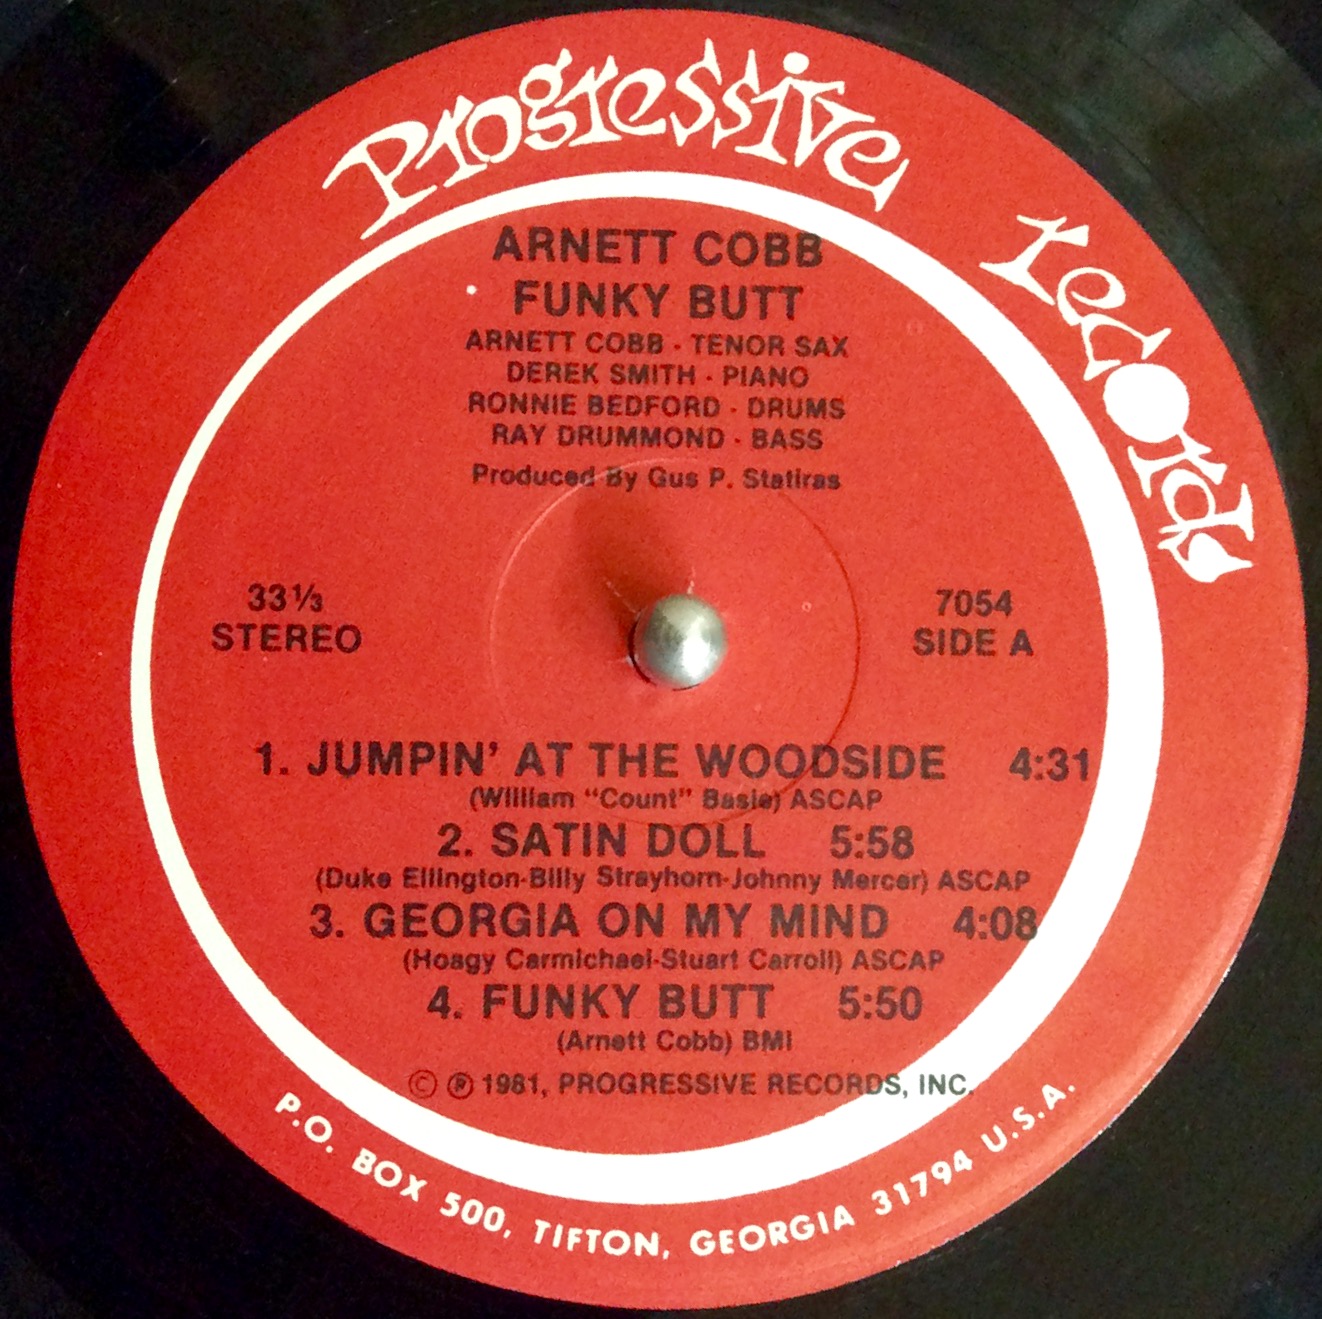 Progressive records
ARNETT COBB
FUNKY BUTT
ARNETT COBB · TENOR SAX
DEREK SMITH · PIANO
RONNIE BEDFORD · DRUMS
RAY DRUMMOND · BASS
Produced By Gus P. Statiras
33⅓
STEREO
7054
SIDE A
1. JUMPIN' AT THE WOODSIDE 4:31
(William “Count” Basie) ASCAP
2. SATIN DOLL 5:58
(Duke Ellington-Billy Strayhorn-Johnny Mercer) ASCAP
3. GEORGIA ON MY MIND 4:08
(Hoagy Carmichael-Stuart Carroll) ASCAP
4. FUNKY BUTT 5:50
(Arnett Cobb) BMI
© ® 1981, PROGRESSIVE RECORDS, INC.
P.O. BOX 500, TIFTON, GEORGIA 31794 U.S.A.